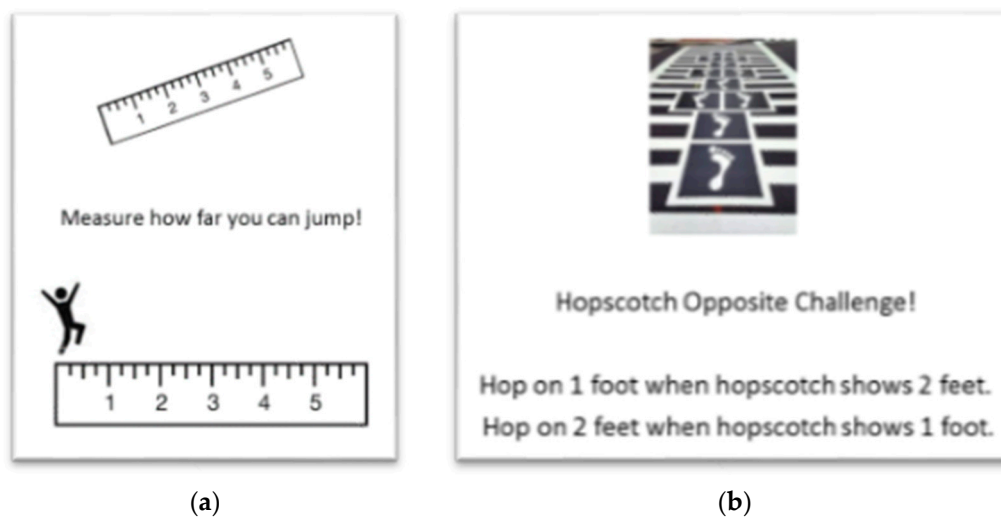 1 2 3 4 5
Measure how far you can jump!
1 2 3 4 5
(a)
Hopscotch Opposite Challenge!
Hop on 1 foot when hopscotch shows 2 feet.
Hop on 2 feet when hopscotch shows 1 foot.
(b)